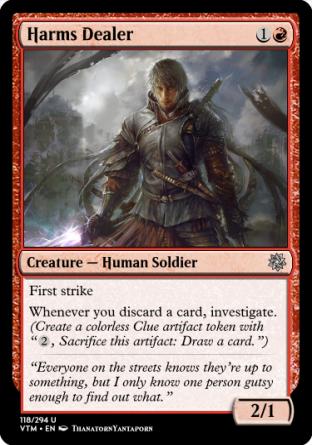 Harms Dealer 1
Creature — Human Soldier
First strike
Whenever you discard a card, investigate.
(Create a colorless Clue artifact token with
“2, Sacrifice this artifact: Draw a card.”)
“Everyone on the streets knows they’re up to
something, but I only know one person gutsy
enough to find out what.”
2/1
118/294 U
VTM • EN ThanatornYantaporn